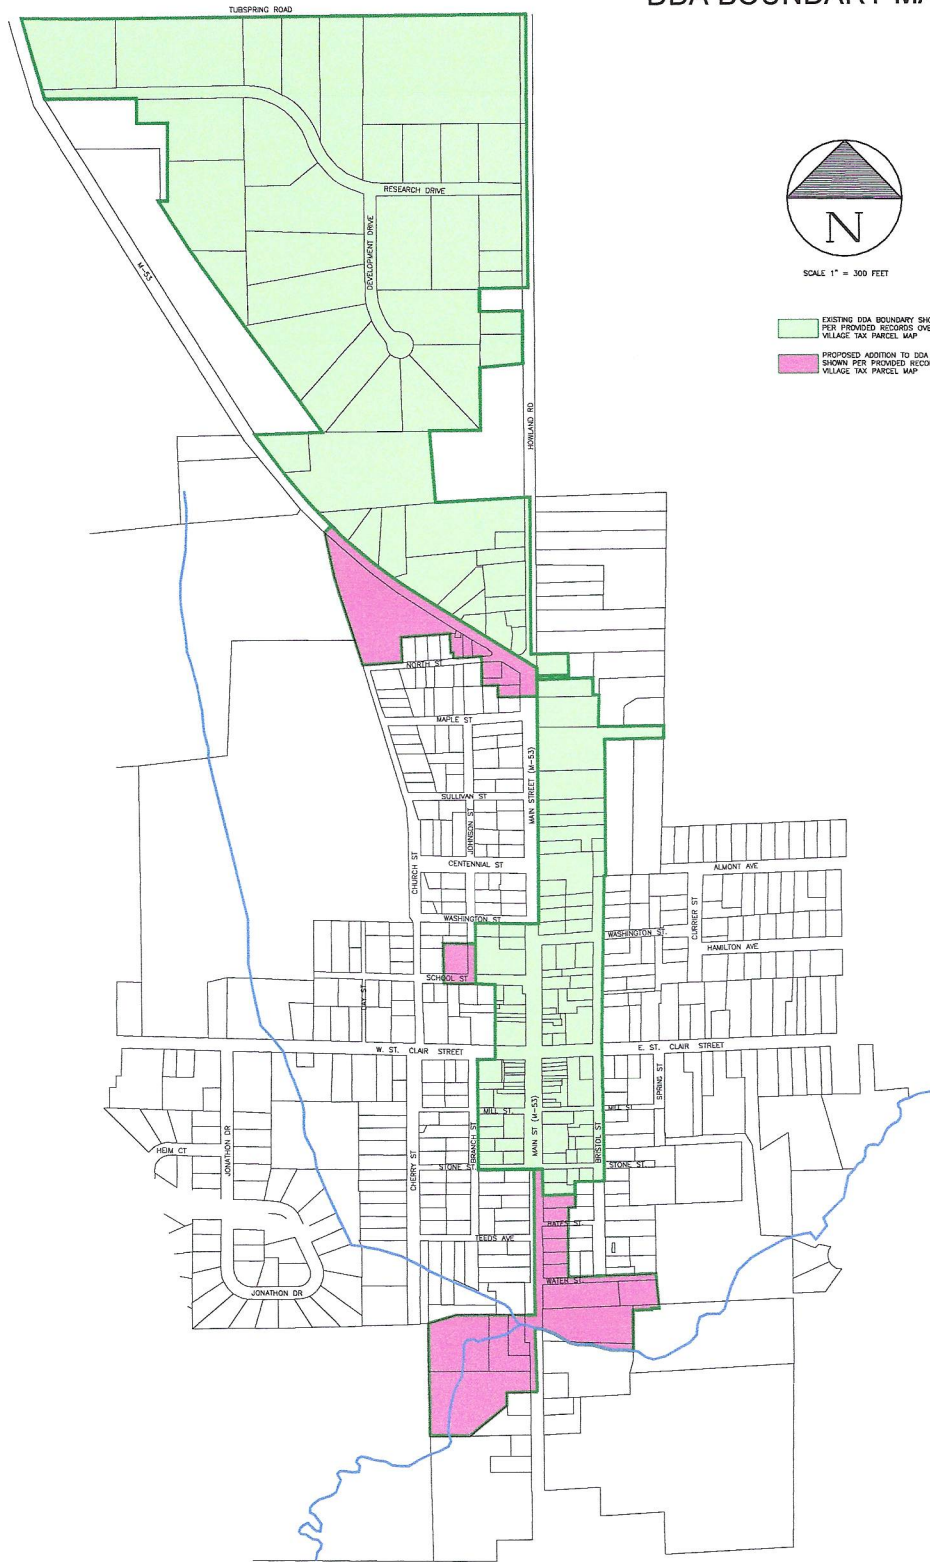 DDA BOUNDARY MA
TUBSPRING ROAD
RESEARCH DRIVE
DEVELOPMENT DRIVE
M-53
N
SCALE 1" = 300 FEET
EXISTING DDA BOUNDARY SHO
PER PROVIDED RECORDS OVE
VILLAGE TAX PARCEL MAP
PROPOSED ADDITION TO DDA
SHOWN PER PROVIDED RECO
VILLAGE TAX PARCEL MAP
HOWLAND RD
NORTH ST
MAPLE ST
MAIN STREET (M-53)
SULLIVAN ST
JOHNSON ST
CHURCH ST
CENTENNIAL ST
ALMONT AVE
CURRIER ST
WASHINGTON ST
WASHINGTON ST.
HAMILTON AVE
SCHOOL ST
W. ST. CLAIR STREET
E. ST. CLAIR STREET
SPRING ST
MILL ST.
MILL ST.
MAIN ST (M-53)
BRANCH ST
BRISTOL ST
HEIM CT
JONATHON DR
CHERRY ST
STONE ST.
STONE ST.
BATES ST.
TEEDS AVE
WATER ST.
JONATHON DR